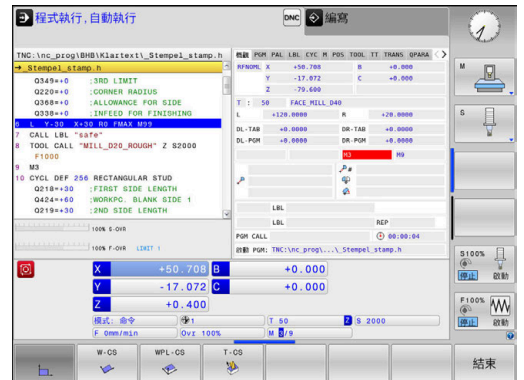 程式執行,自動執行
DNC
編寫
TNC:\nc_prog\BHB\Klartext\_Stempel_stamp.h
→_Stempel_stamp.h
Q349=+0 ;3RD LIMIT
Q220=+0 ;CORNER RADIUS
Q368=+0 ;ALLOWANCE FOR SIDE
Q338=+0 ;INFEED FOR FINISHING
6 L Y-30 X+30 R0 FMAX M99
7 CALL LBL "safe"
8 TOOL CALL "MILL_D20_ROUGH" Z S2000
F1000
9 M3
10 CYCL DEF 256 RECTANGULAR STUD
Q218=+30 ;FIRST SIDE LENGTH
Q424=+60 ;WORKPC. BLANK SIDE 1
Q219=+30 ;2ND SIDE LENGTH
100% S-OVR
100% F-OVR LIMIT 1
概觀 PGM PAL LBL CYC M POS TOOL TT TRANS QPARA
RFNOML X +50.708 B +0.000
Y -17.072 C +0.000
Z -79.600
T : 50 FACE_MILL_D40
L +120.0000 R +20.0000
DL-TAB +0.0000 DR-TAB +0.0000
DL-PGM +0.0000 DR-PGM +0.0000
M3 M9
P
LBL
LBL REP
PGM CALL 00:00:04
啟動 PGM: TNC:\nc_prog\...\_Stempel_stamp.h
X +50.708 B +0.000
Y -17.072 C +0.000
Z +0.400
模式: 命令 1 T 50 Z S 2000
F 0mm/min Ovr 100% M 3/9
M
S
S100%
停止 啟動
F100%
停止 啟動
W-CS WPL-CS T-CS
結束